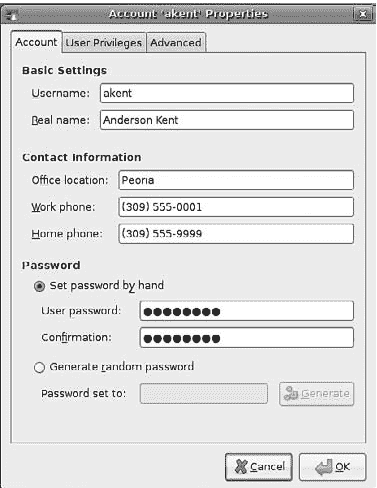 Account 'akent' Properties
Account User Privileges Advanced
Basic Settings
Username: akent
Real name: Anderson Kent
Contact Information
Office location: Peoria
Work phone: (309) 555-0001
Home phone: (309) 555-9999
Password
Set password by hand
User password: ●●●●●●●●
Confirmation: ●●●●●●●●
Generate random password
Password set to:
Generate
Cancel OK